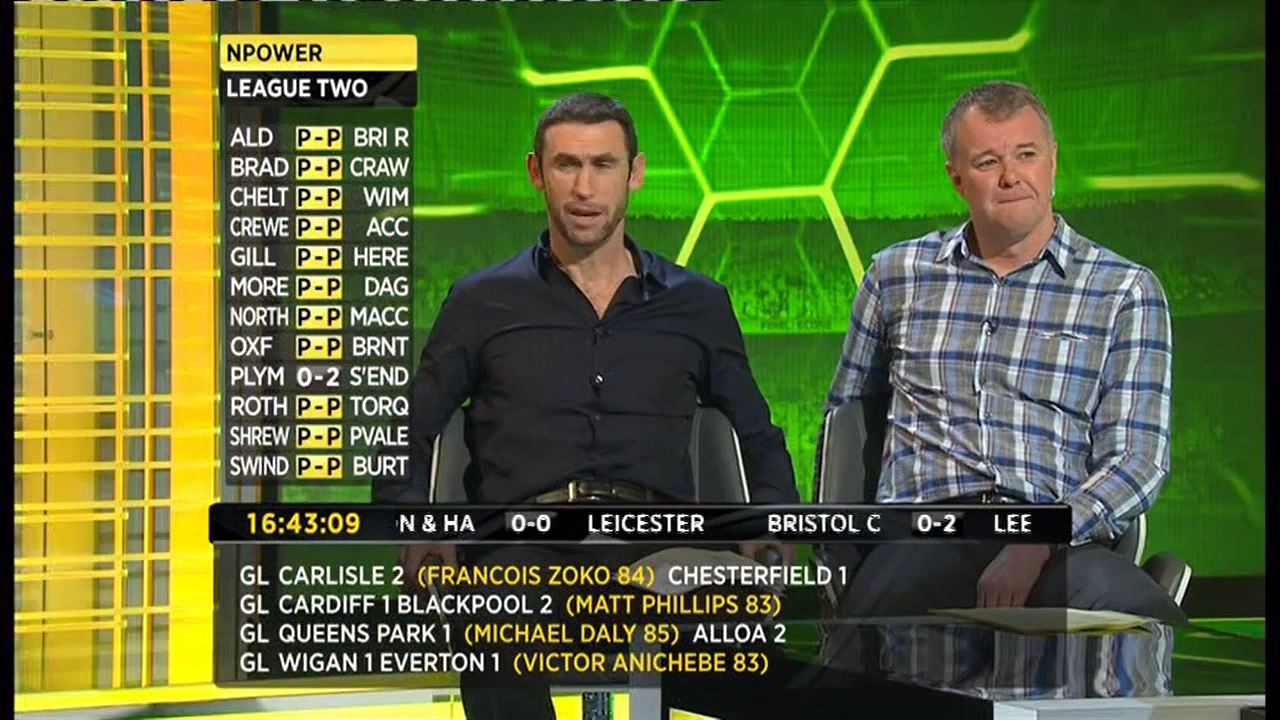 NPOWER
LEAGUE TWO
ALD P-P BRI R
BRAD P-P CRAW
CHELT P-P WIM
CREWE P-P ACC
GILL P-P HERE
MORE P-P DAG
NORTH P-P MACC
OXF P-P BRNT
PLYM 0-2 S'END
ROTH P-P TORQ
SHREW P-P PVALE
SWIND P-P BURT
16:43:09 N & HA 0-0 LEICESTER BRISTOL C 0-2 LEE
GL CARLISLE 2 (FRANCOIS ZOKO 84) CHESTERFIELD 1
GL CARDIFF 1 BLACKPOOL 2 (MATT PHILLIPS 83)
GL QUEENS PARK 1 (MICHAEL DALY 85) ALLOA 2
GL WIGAN 1 EVERTON 1 (VICTOR ANICHEBE 83)